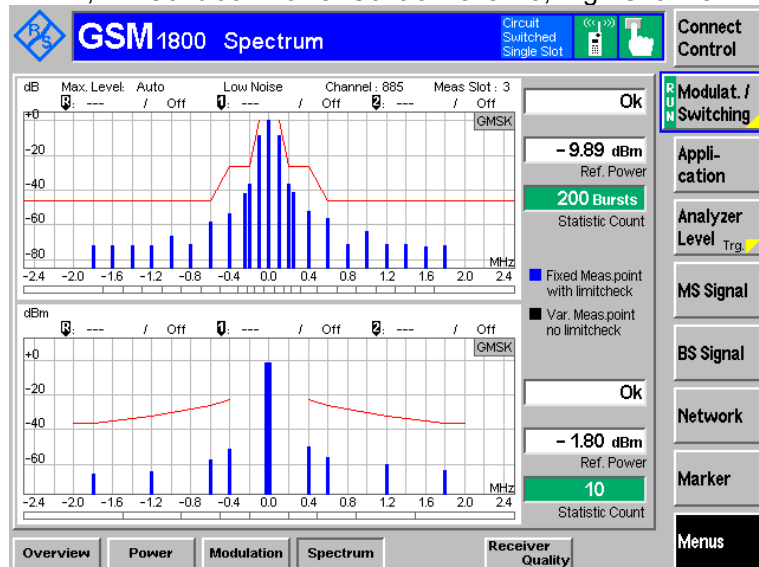 GSM 1800 Spectrum
Circuit Switched Single Slot
Connect Control
R&S
dB Max. Level: Auto Low Noise Channel : 885 Meas Slot : 3
R: --- / Off 1: --- / Off 2: --- / Off
GMSK
+0
-20
-40
-60
-80
MHz
-2.4 -2.0 -1.6 -1.2 -0.8 -0.4 0.0 0.4 0.8 1.2 1.6 2.0 2.4
Ok
- 9.89 dBm
Ref. Power
200 Bursts
Statistic Count
Fixed Meas.point
with limitcheck
Var. Meas.point
no limitcheck
dBm
R: --- / Off 1: --- / Off 2: --- / Off
GMSK
+0
-20
-40
-60
MHz
-2.4 -2.0 -1.6 -1.2 -0.8 -0.4 0.0 0.4 0.8 1.2 1.6 2.0 2.4
Ok
- 1.80 dBm
Ref. Power
10
Statistic Count
RUN
Modulat. /
Switching
Appli-
cation
Analyzer
Level Trg.
MS Signal
BS Signal
Network
Marker
Menus
Overview Power Modulation Spectrum Receiver Quality